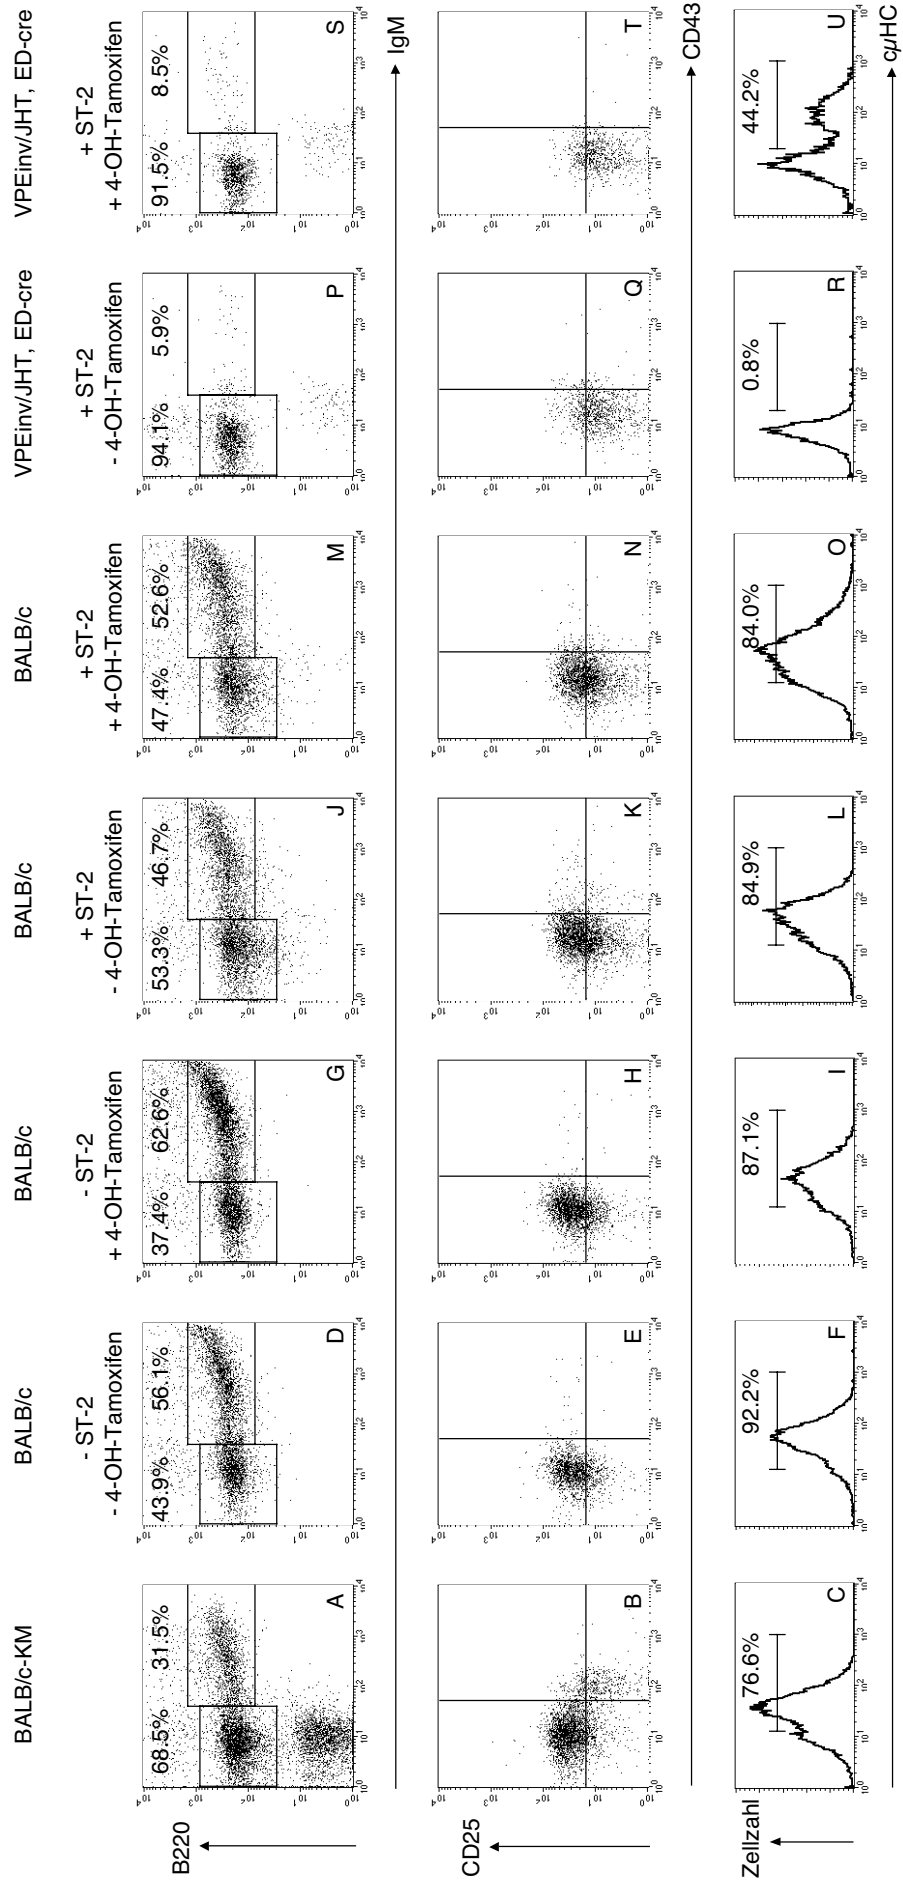 BALB/c-KM
BALB/c
BALB/c
BALB/c
BALB/c
VPEinv/JHT, ED-cre
VPEinv/JHT, ED-cre
- ST-2
- 4-OH-Tamoxifen
- ST-2
+ 4-OH-Tamoxifen
+ ST-2
- 4-OH-Tamoxifen
+ ST-2
+ 4-OH-Tamoxifen
+ ST-2
- 4-OH-Tamoxifen
+ ST-2
+ 4-OH-Tamoxifen
B220
68.5% 31.5% A
43.9% 56.1% D
37.4% 62.6% G
53.3% 46.7% J
47.4% 52.6% M
94.1% 5.9% P
91.5% 8.5% S
IgM
CD25
B
E
H
K
N
Q
T
CD43
Zellzahl
76.6% C
92.2% F
87.1% I
84.9% L
84.0% O
0.8% R
44.2% U
cμHC